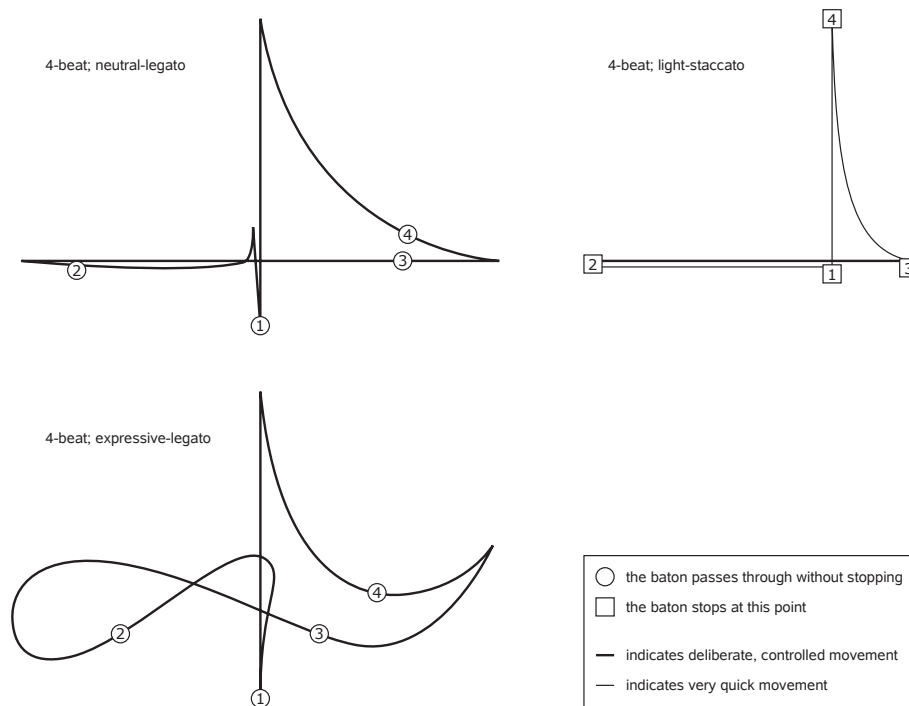 4-beat; neutral-legato
4
3
2
1
4-beat; light-staccato
4
2
1
3
4-beat; expressive-legato
4
2
3
1
the baton passes through without stopping
the baton stops at this point
indicates deliberate, controlled movement
indicates very quick movement